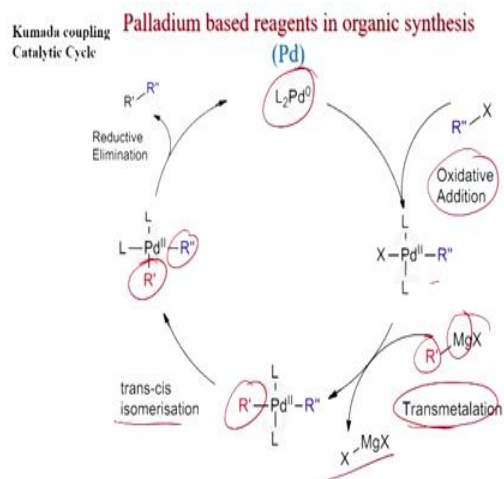 Kumada coupling
Catalytic Cycle
Palladium based reagents in organic synthesis
(Pd)
L₂Pd⁰
R'
R"
R"
X
Reductive
Elimination
Oxidative
Addition
L
L—Pdᴵᴵ—R"
R'
L
X—Pdᴵᴵ—R"
L
R'
MgX
trans-cis
isomerisation
L
R'—Pdᴵᴵ—R"
L
Transmetalation
X
MgX